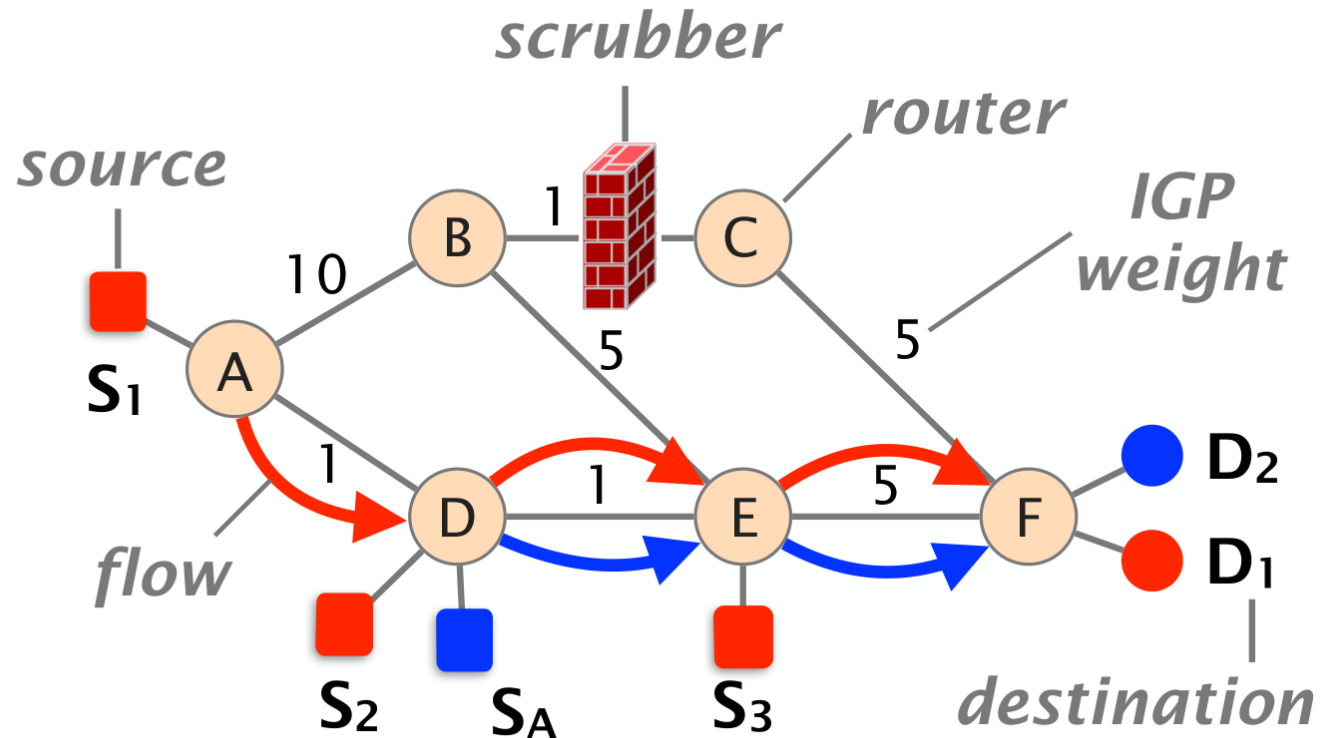 scrubber
router
source
IGP
weight
1
B
C
10
5
5
A
S1
1
D
1
E
5
F
D2
D1
flow
S2
SA
S3
destination